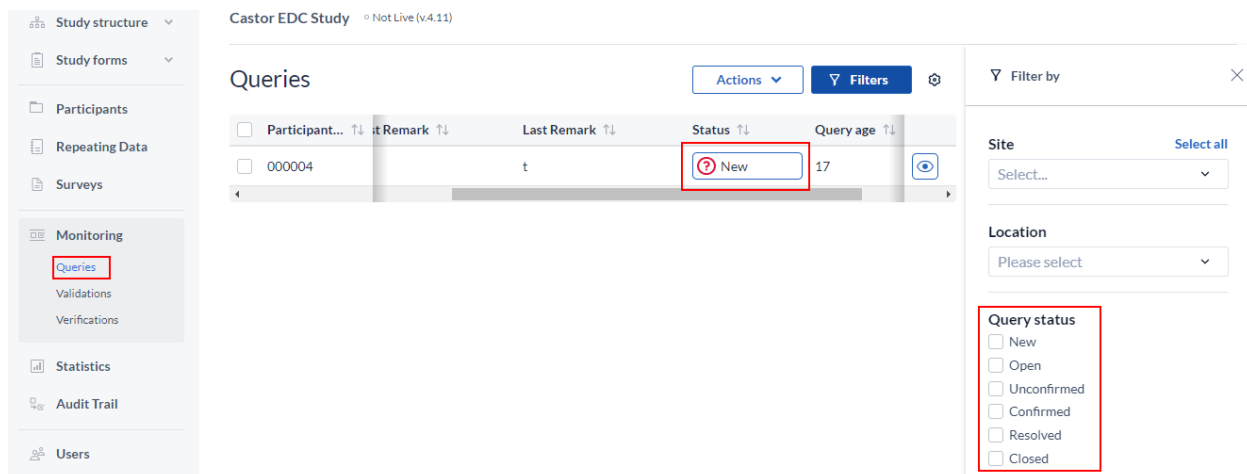 Study structure
Study forms
Participants
Repeating Data
Surveys
Monitoring
Queries
Validations
Verifications
Statistics
Audit Trail
Users
Castor EDC Study Not Live (v.4.11)
Queries
Actions
Filters
Participant... st Remark Last Remark Status Query age
000004 t ? New 17
Filter by
Site Select all
Select...
Location
Please select
Query status
New
Open
Unconfirmed
Confirmed
Resolved
Closed